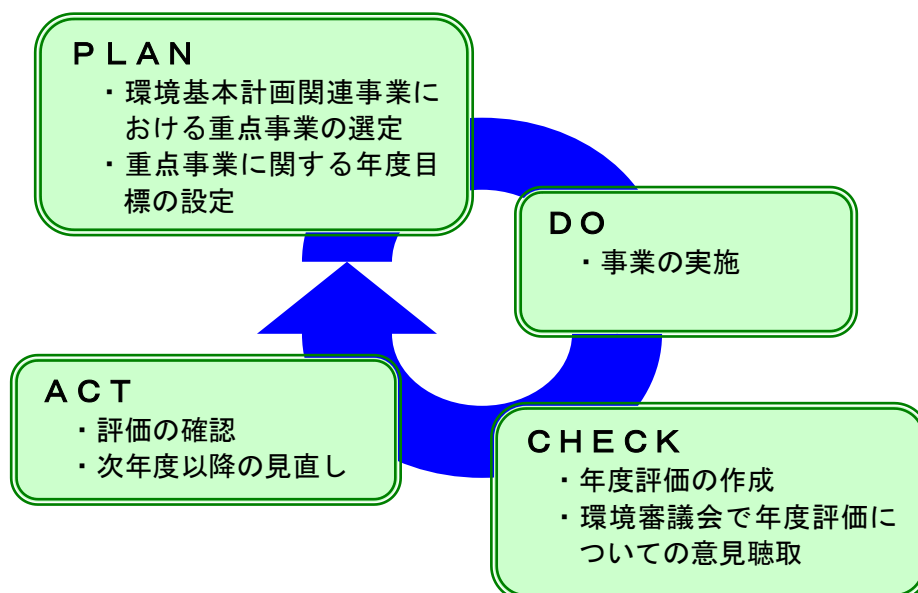 ＰＬＡＮ
・環境基本計画関連事業に
おける重点事業の選定
・重点事業に関する年度目
標の設定
ＤＯ
・事業の実施
ＣＨＥＣＫ
・年度評価の作成
・環境審議会で年度評価に
ついての意見聴取
ＡＣＴ
・評価の確認
・次年度以降の見直し